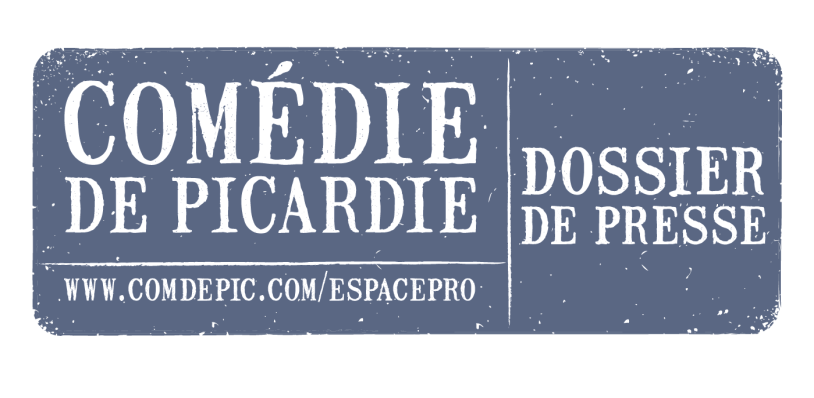 COMÉDIE
DE PICARDIE
WWW.COMDEPIC.COM/ESPACEPRO
DOSSIER
DE PRESSE